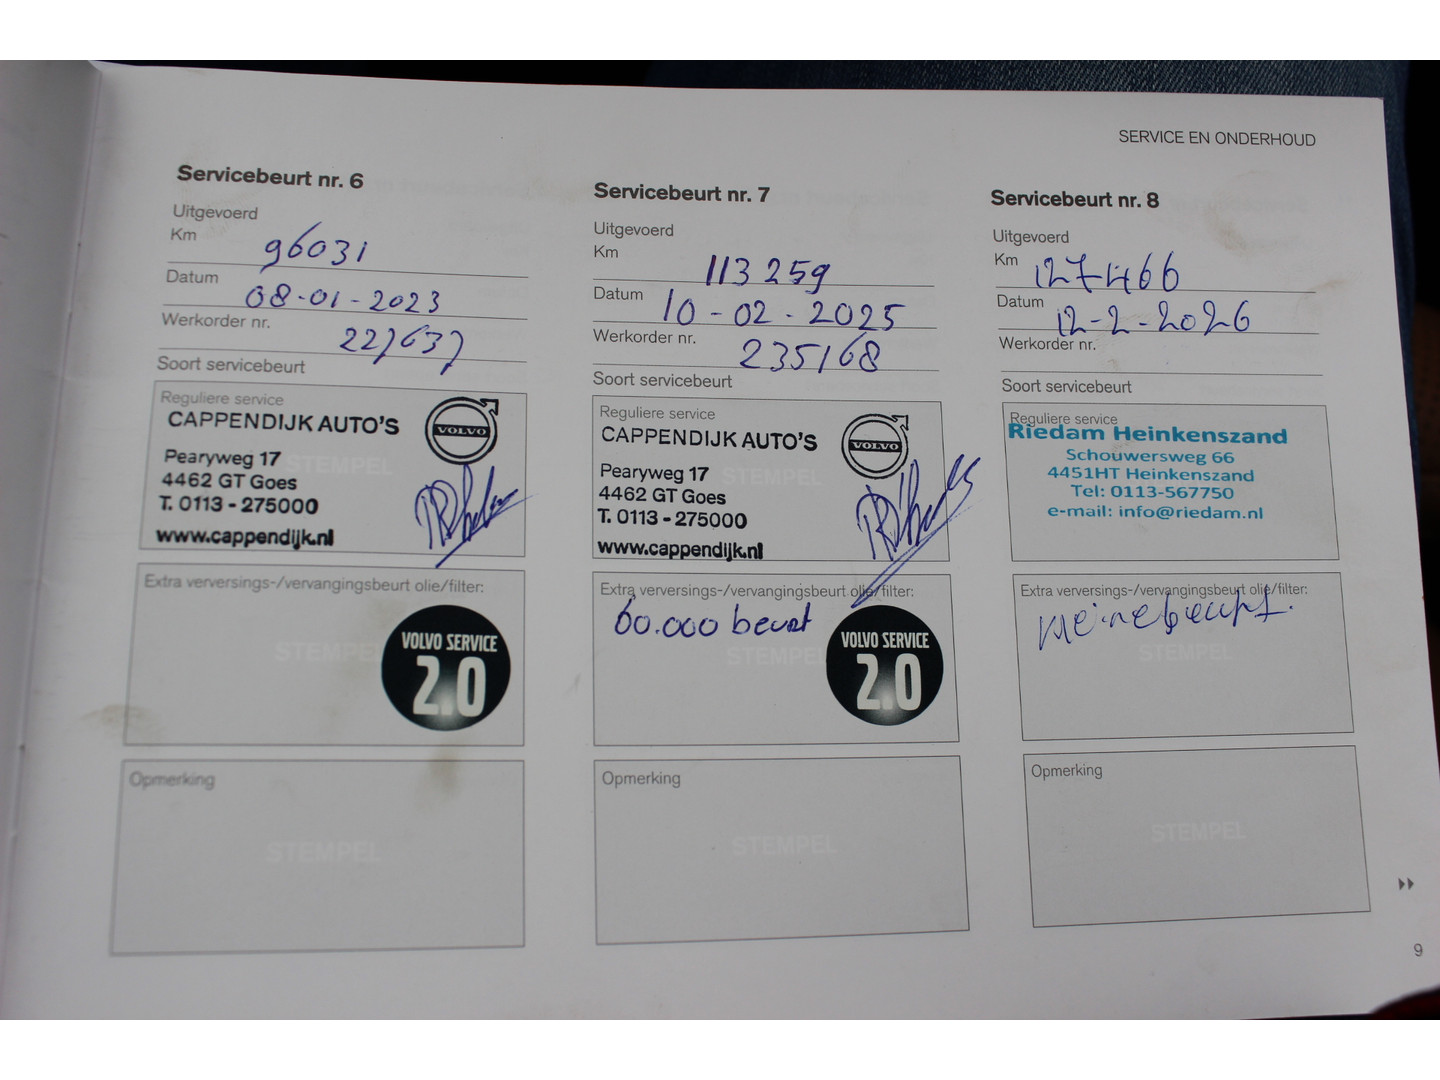 SERVICE EN ONDERHOUD
Servicebeurt nr. 6
Uitgevoerd
Km 96031
Datum 08-01-2023
Werkorder nr. 227637
Soort servicebeurt
Reguliere service
CAPPENDIJK AUTO'S
VOLVO
Pearyweg 17
4462 GT Goes
T. 0113 - 275000
www.cappendijk.nl
STEMPEL
Extra verversings-/vervangingsbeurt olie/filter:
STEMPEL
VOLVO SERVICE
2.0
Opmerking
STEMPEL
Servicebeurt nr. 7
Uitgevoerd
Km 113259
Datum 10-02-2025
Werkorder nr. 235168
Soort servicebeurt
Reguliere service
CAPPENDIJK AUTO'S
VOLVO
Pearyweg 17
4462 GT Goes
T. 0113 - 275000
www.cappendijk.nl
STEMPEL
Extra verversings-/vervangingsbeurt olie/filter:
60.000 beurt
STEMPEL
VOLVO SERVICE
2.0
Opmerking
STEMPEL
Servicebeurt nr. 8
Uitgevoerd
Km 127466
Datum 12-2-2026
Werkorder nr.
Soort servicebeurt
Reguliere service
Riedam Heinkenszand
Schouwersweg 66
4451HT Heinkenszand
Tel: 0113-567750
e-mail: info@riedam.nl
Extra verversings-/vervangingsbeurt olie/filter:
kleine beurt.
STEMPEL
Opmerking
STEMPEL
9